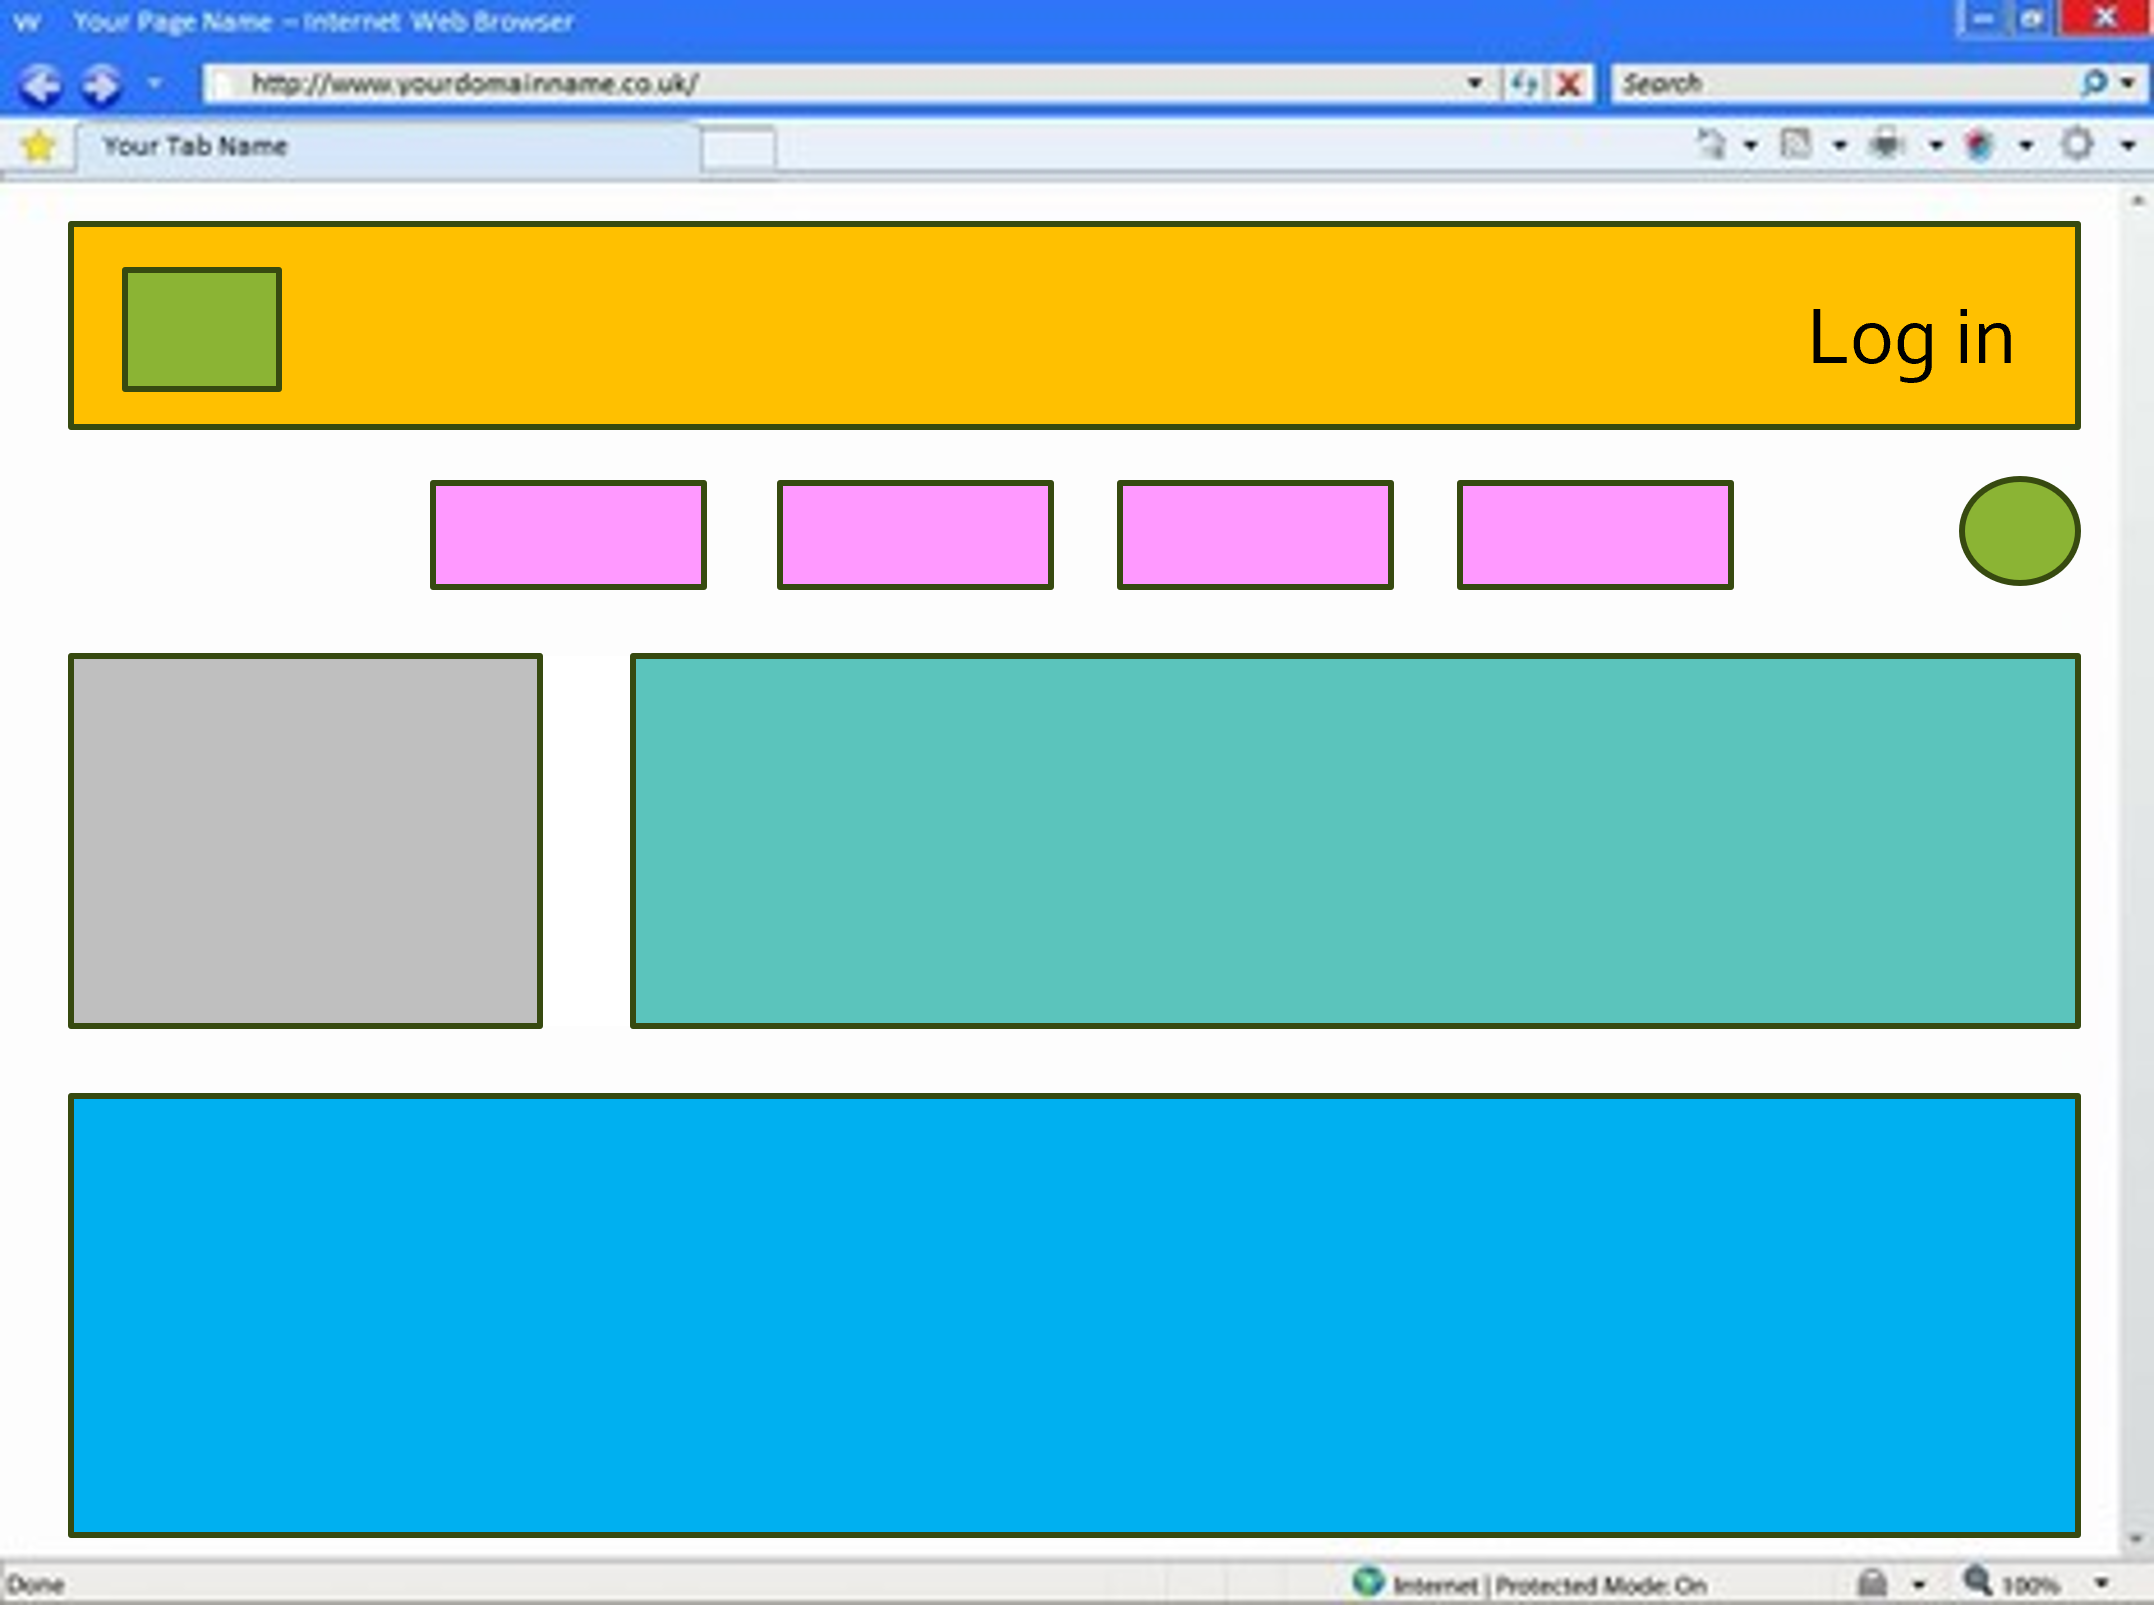 Your Page Name – Internet Web Browser
http://www.yourdomainname.co.uk/
Search
Your Tab Name
Log in
Done
Internet | Protected Mode: On
100%